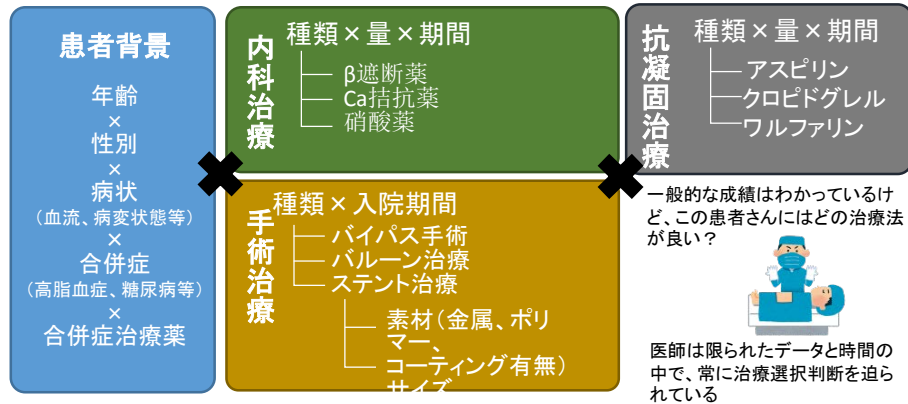 患者背景
年齢
×
性別
×
病状
（血流、病変状態等）
×
合併症
（高脂血症、糖尿病等）
×
合併症治療薬
内科治療
種類×量×期間
β遮断薬
Ca拮抗薬
硝酸薬
手術治療
種類×入院期間
バイパス手術
バルーン治療
ステント治療
素材（金属、ポリ
マー、
コーティング有無）
サイズ
抗凝固治療
種類×量×期間
アスピリン
クロピドグレル
ワルファリン
一般的な成績はわかっているけ
ど、この患者さんにはどの治療法
が良い？
医師は限られたデータと時間の
中で、常に治療選択判断を迫ら
れている